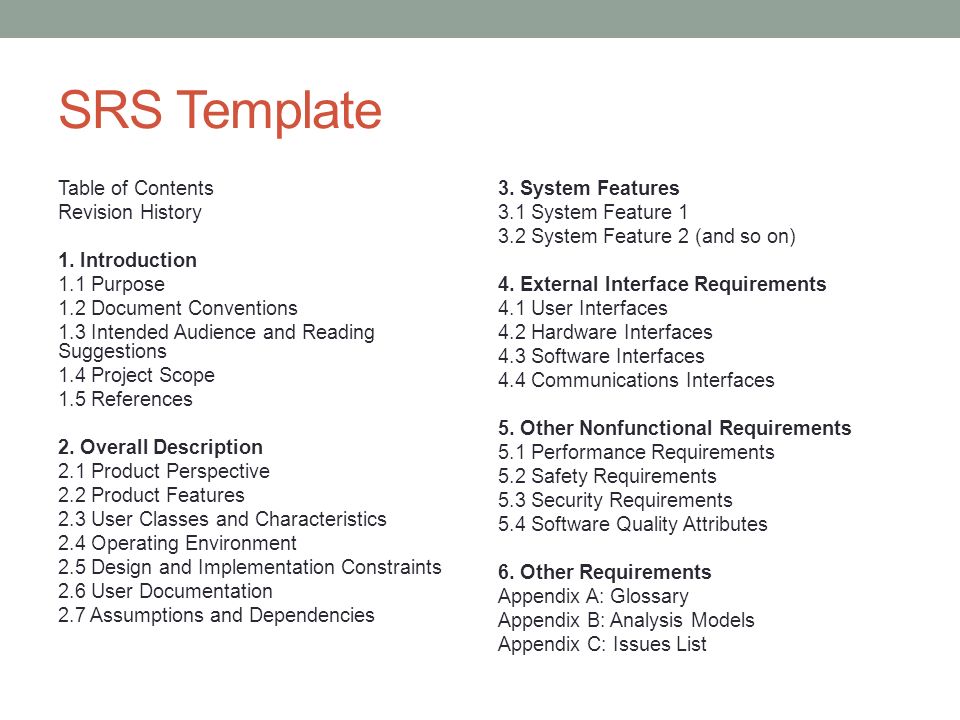 SRS Template
Table of Contents
Revision History
1. Introduction
1.1 Purpose
1.2 Document Conventions
1.3 Intended Audience and Reading
Suggestions
1.4 Project Scope
1.5 References
2. Overall Description
2.1 Product Perspective
2.2 Product Features
2.3 User Classes and Characteristics
2.4 Operating Environment
2.5 Design and Implementation Constraints
2.6 User Documentation
2.7 Assumptions and Dependencies
3. System Features
3.1 System Feature 1
3.2 System Feature 2 (and so on)
4. External Interface Requirements
4.1 User Interfaces
4.2 Hardware Interfaces
4.3 Software Interfaces
4.4 Communications Interfaces
5. Other Nonfunctional Requirements
5.1 Performance Requirements
5.2 Safety Requirements
5.3 Security Requirements
5.4 Software Quality Attributes
6. Other Requirements
Appendix A: Glossary
Appendix B: Analysis Models
Appendix C: Issues List